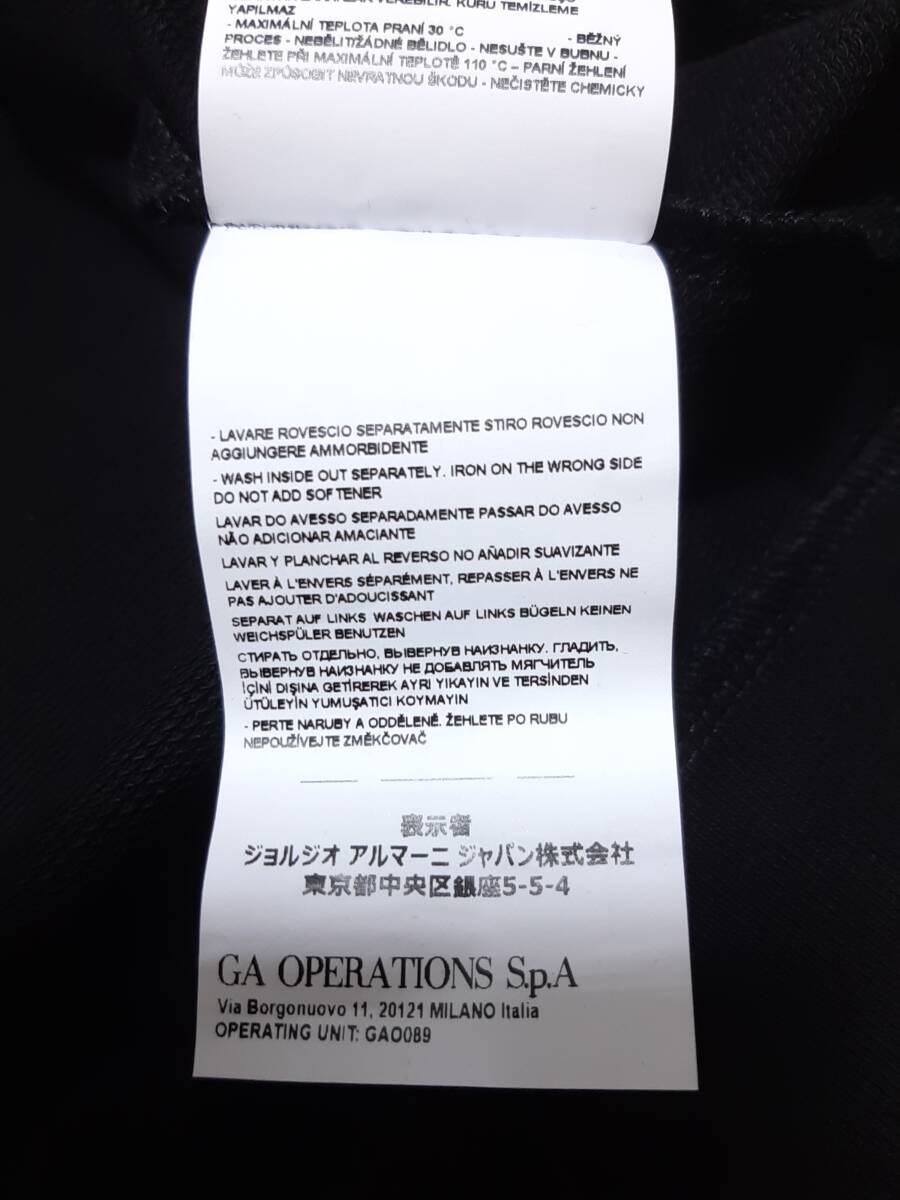 KURU TEMİZLEME
YAPILMAZ
- MAXIMÁLNÍ TEPLOTA PRANÍ 30 °C - BĚŽNÝ
PROCES - NEBĚLIT/ŽÁDNÉ BĚLIDLO - NESUŠTE V BUBNU -
ŽEHLETE PŘI MAXIMÁLNÍ TEPLOTĚ 110 °C – PARNÍ ŽEHLENÍ
MŮŽE ZPŮSOBIT NEVRATNOU ŠKODU - NEČISTĚTE CHEMICKY
- LAVARE ROVESCIO SEPARATAMENTE STIRO ROVESCIO NON
AGGIUNGERE AMMORBIDENTE
- WASH INSIDE OUT SEPARATELY. IRON ON THE WRONG SIDE
DO NOT ADD SOFTENER
LAVAR DO AVESSO SEPARADAMENTE PASSAR DO AVESSO
NÃO ADICIONAR AMACIANTE
LAVAR Y PLANCHAR AL REVERSO NO AÑADIR SUAVIZANTE
LAVER À L'ENVERS SÉPARÉMENT, REPASSER À L'ENVERS NE
PAS AJOUTER D'ADOUCISSANT
SEPARAT AUF LINKS WASCHEN AUF LINKS BÜGELN KEINEN
WEICHSPÜLER BENUTZEN
СТИРАТЬ ОТДЕЛЬНО, ВЫВЕРНУВ НАИЗНАНКУ. ГЛАДИТЬ,
ВЫВЕРНУВ НАИЗНАНКУ НЕ ДОБАВЛЯТЬ МЯГЧИТЕЛЬ
İÇİNİ DIŞINA GETİREREK AYRI YIKAYIN VE TERSİNDEN
ÜTÜLEYİN YUMUŞATICI KOYMAYIN
- PERTE NARUBY A ODDĚLENĚ. ŽEHLETE PO RUBU
NEPOUŽÍVEJTE ZMĚKČOVAČ
表示者
ジョルジオ アルマーニ ジャパン株式会社
東京都中央区銀座5-5-4
GA OPERATIONS S.p.A
Via Borgonuovo 11, 20121 MILANO Italia
OPERATING UNIT: GAO089